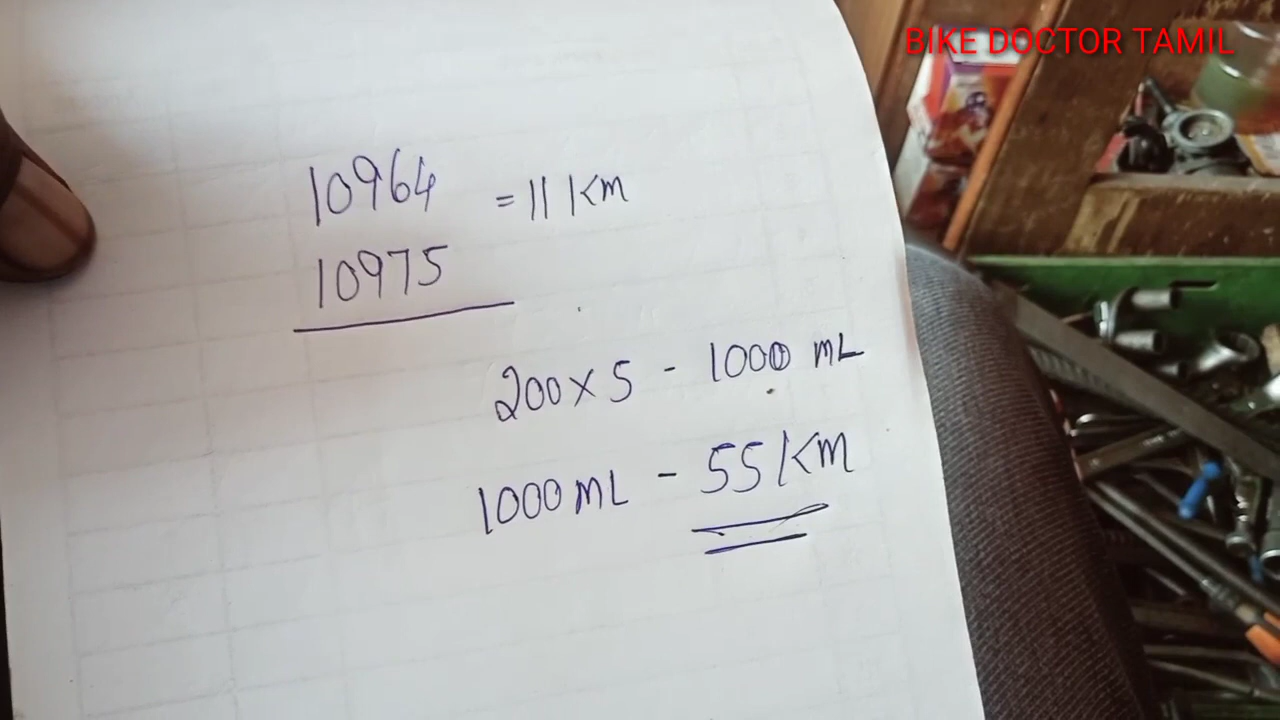 BIKE DOCTOR TAMIL
10964 = 11 Km
10975
200 x 5 - 1000 mL
1000 mL - 55 Km